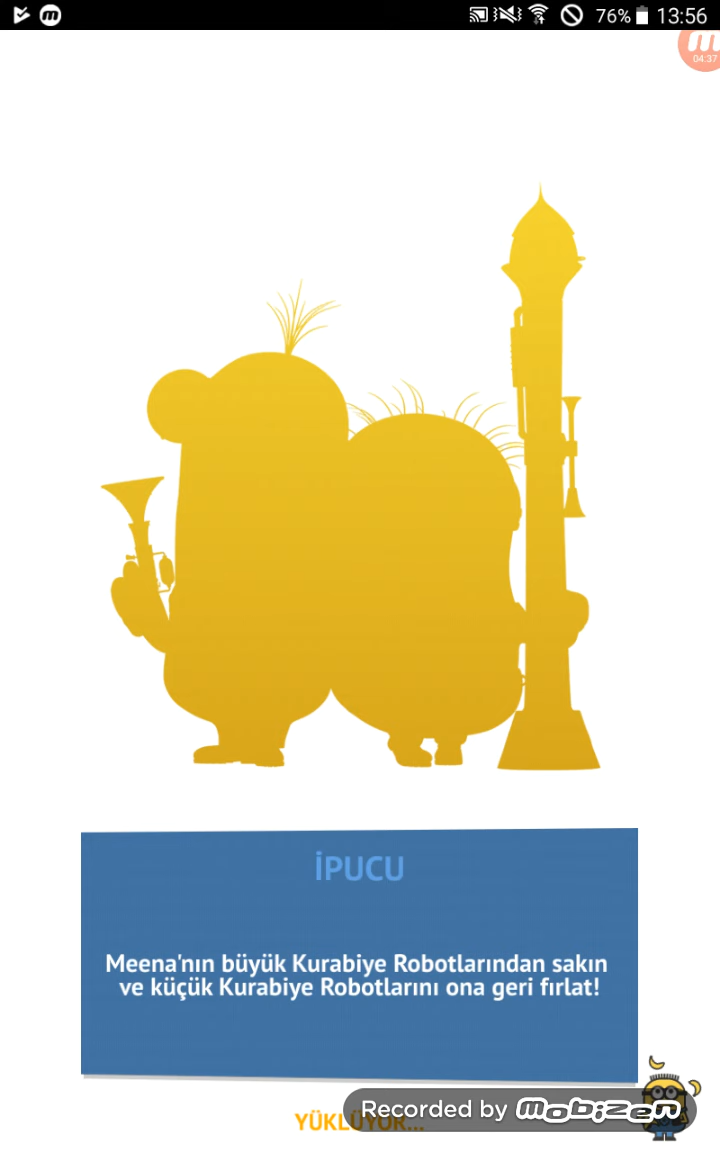 76% 13:56
04:37
İPUCU
Meena'nın büyük Kurabiye Robotlarından sakın
ve küçük Kurabiye Robotlarını ona geri fırlat!
YÜKLÜYOR...
Recorded by mobizen